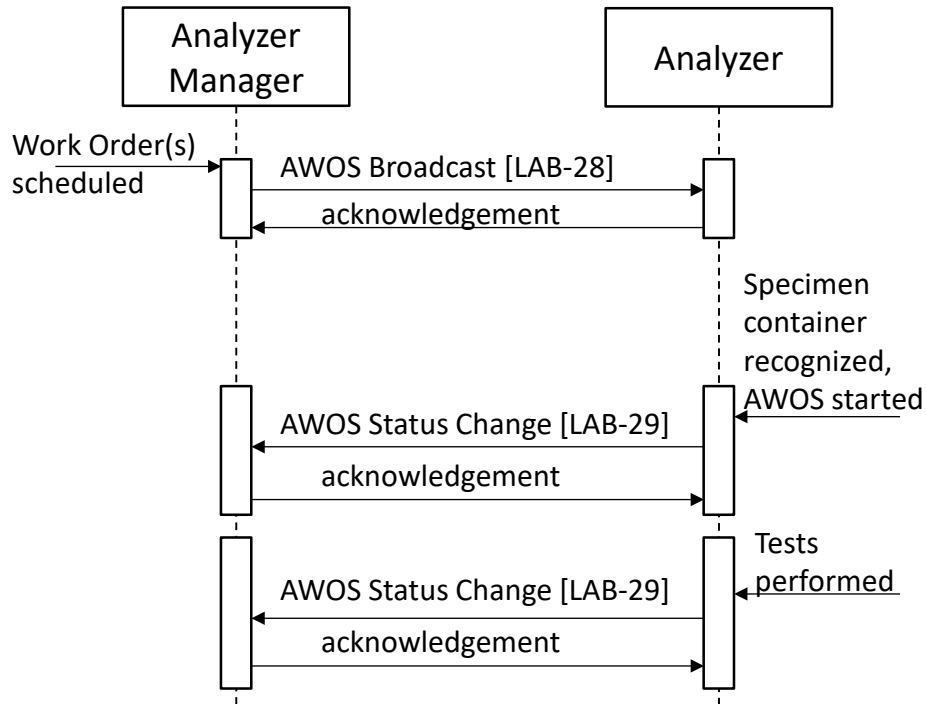 Analyzer
Manager
Analyzer
Work Order(s)
scheduled
AWOS Broadcast [LAB-28]
acknowledgement
Specimen
container
recognized,
AWOS started
AWOS Status Change [LAB-29]
acknowledgement
Tests
performed
AWOS Status Change [LAB-29]
acknowledgement